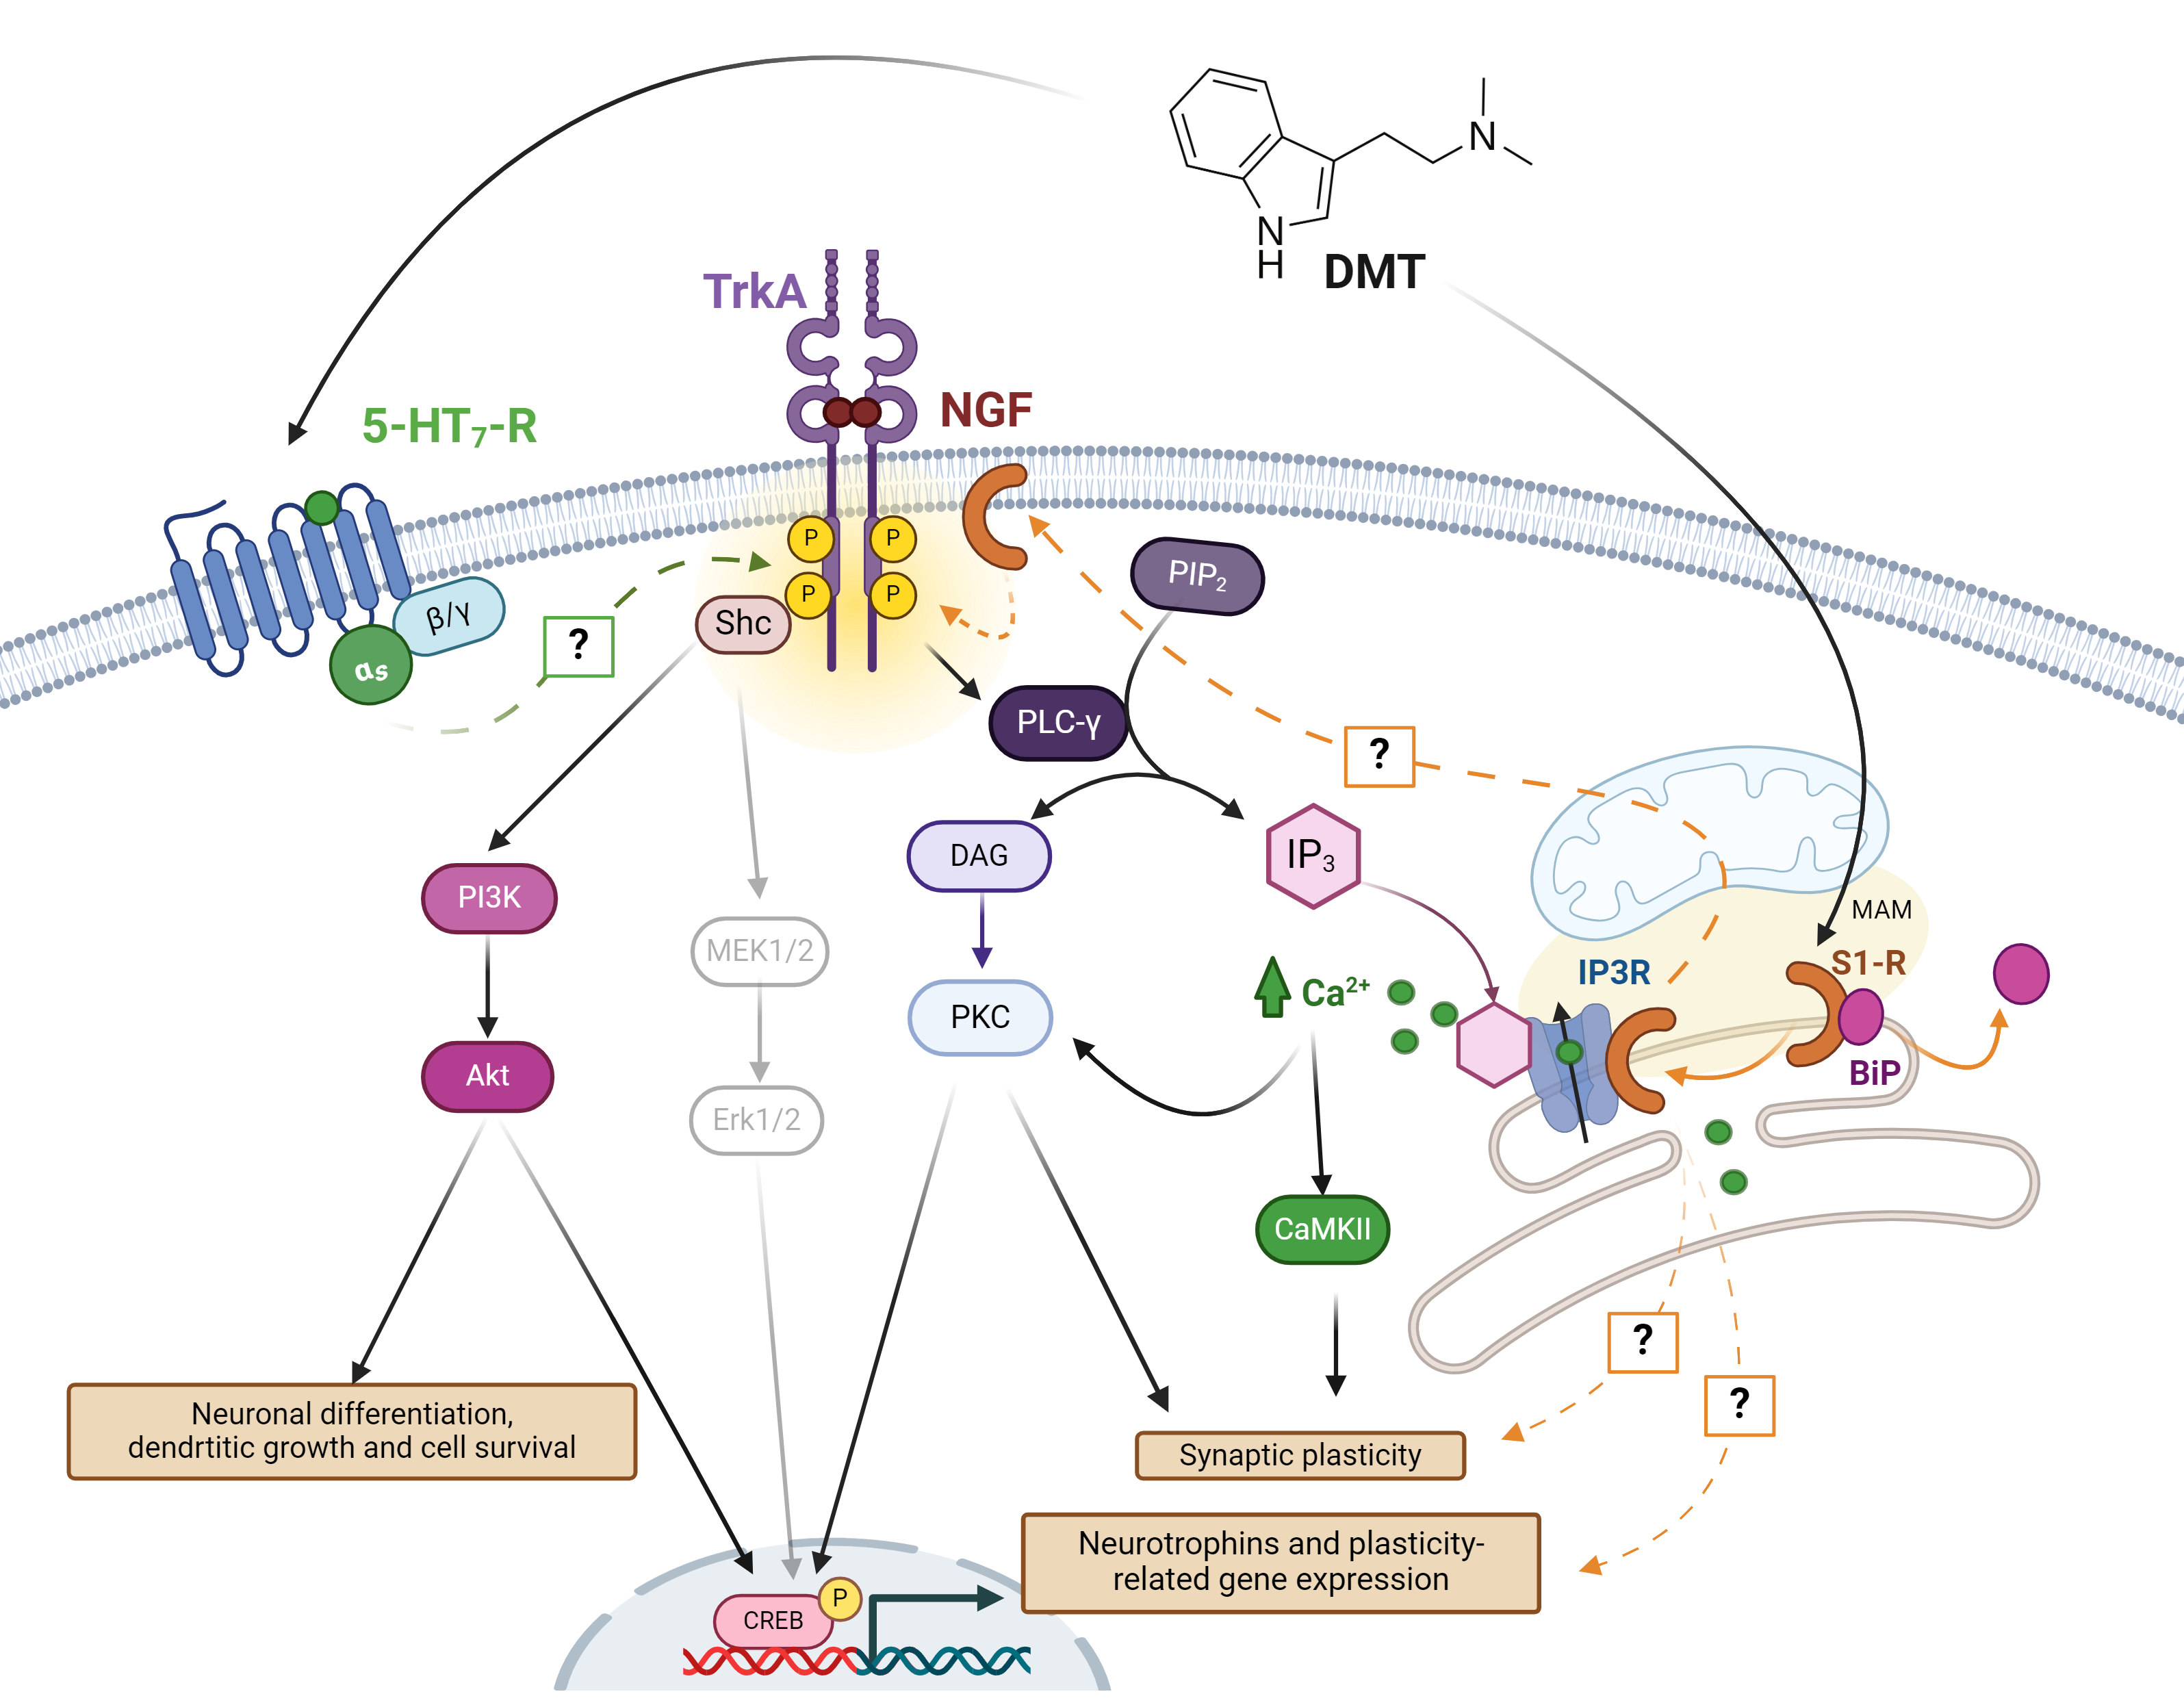 N
N
H
DMT
TrkA
NGF
5-HT₇-R
P
P
P
P
β/γ
αs
?
Shc
PIP₂
PLC-γ
?
DAG
IP₃
PI3K
MEK1/2
MAM
IP3R
S1-R
Ca²⁺
PKC
BiP
Akt
Erk1/2
CaMKII
?
?
Neuronal differentiation,
dendrtitic growth and cell survival
Synaptic plasticity
Neurotrophins and plasticity-
related gene expression
P
CREB